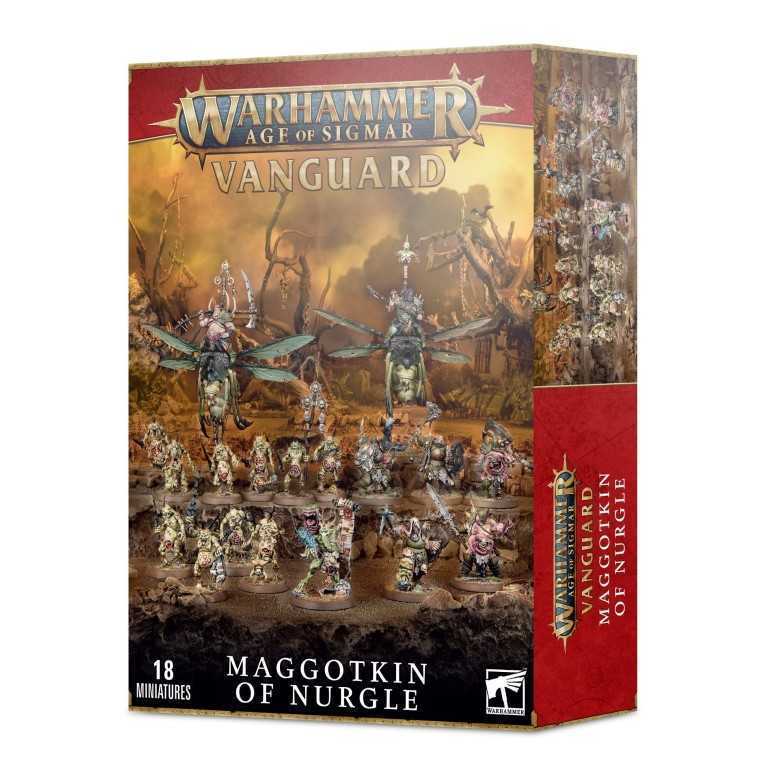 WARHAMMER
AGE OF SIGMAR
VANGUARD
18
MINIATURES
MAGGOTKIN
OF NURGLE
WARHAMMER
WARHAMMER
AGE OF SIGMAR
VANGUARD
MAGGOTKIN
OF NURGLE